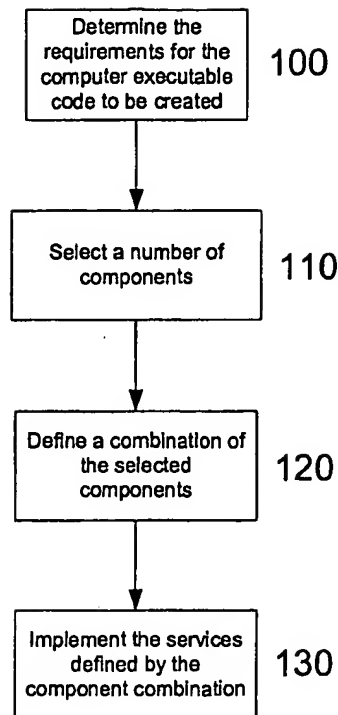 Determine the
requirements for the
computer executable
code to be created
100
Select a number of
components
110
Define a combination of
the selected
components
120
Implement the services
defined by the
component combination
130